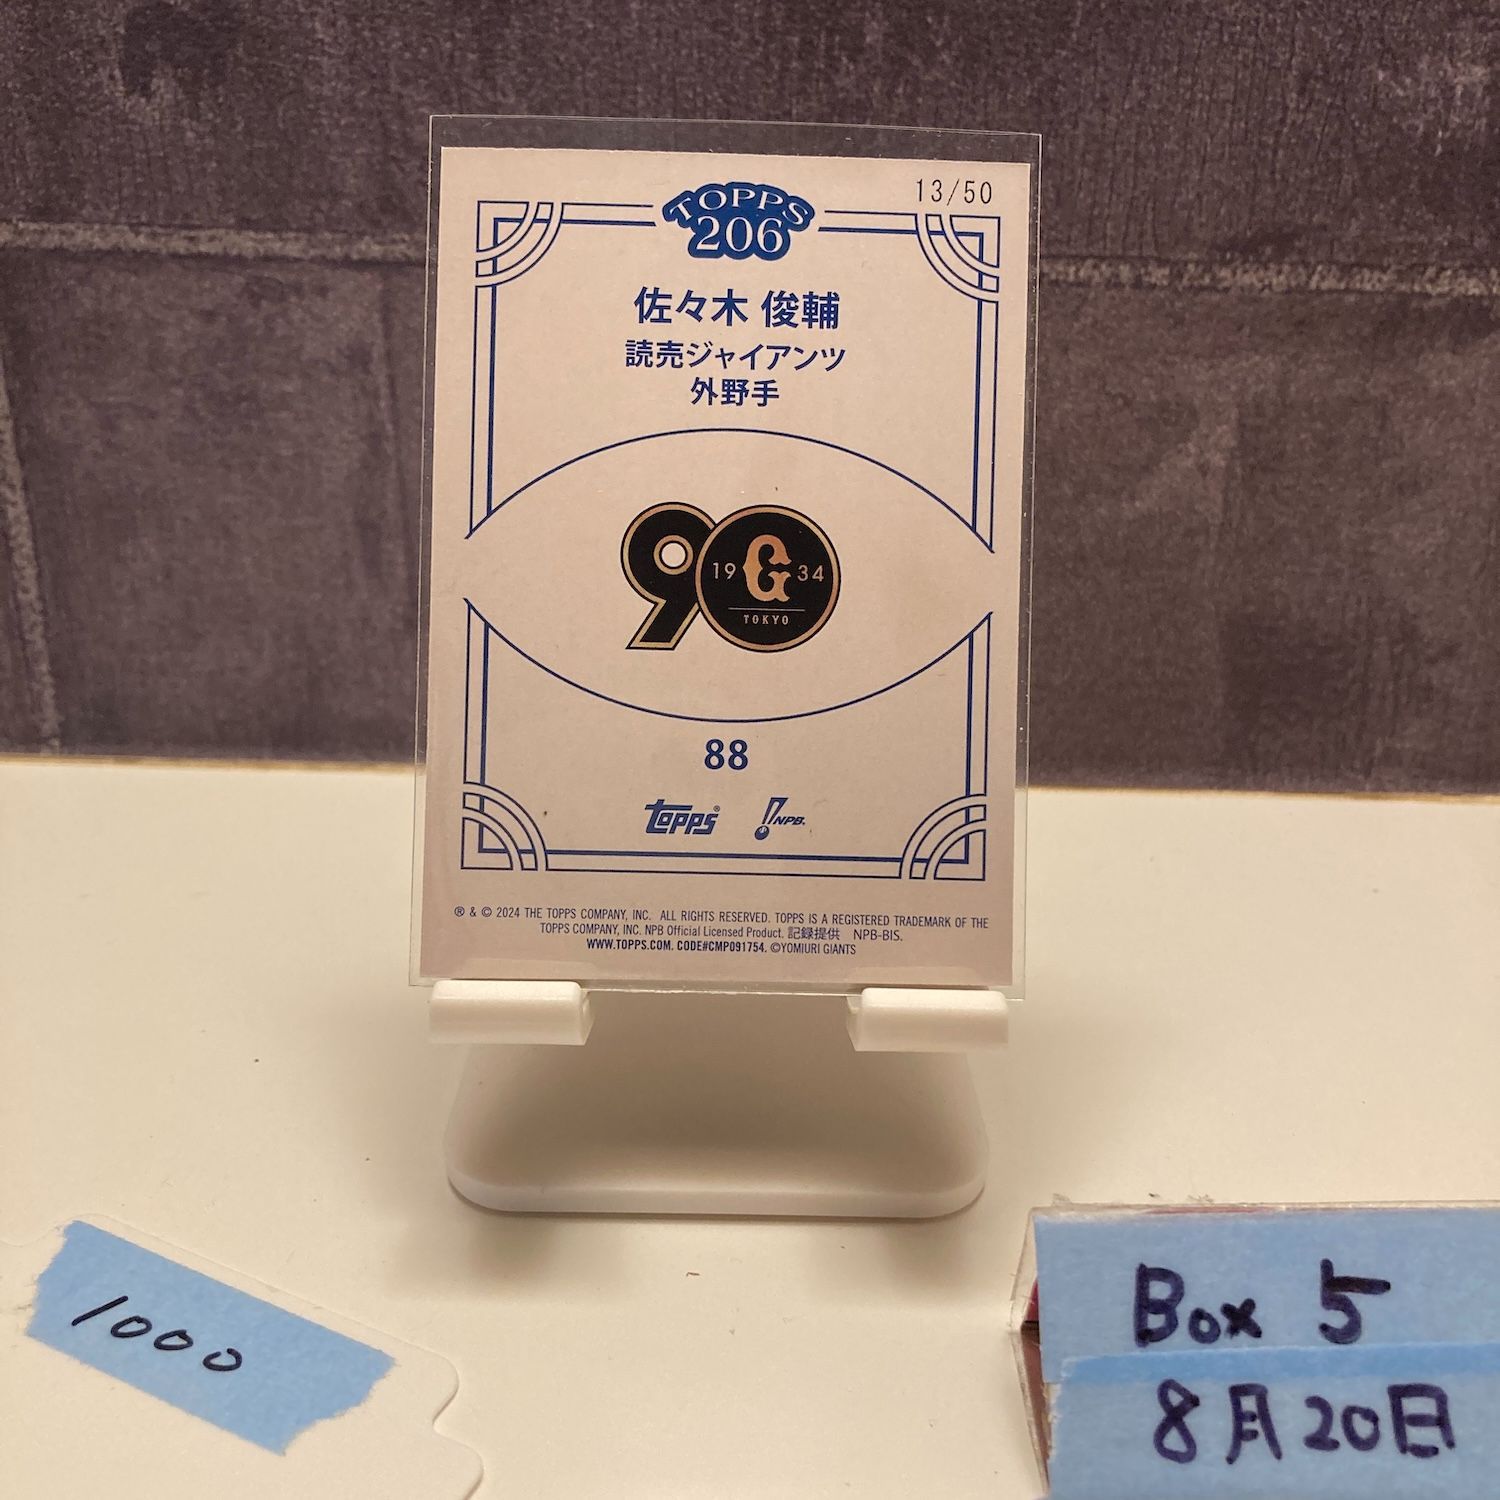 13/50
TOPPS
206
佐々木 俊輔
読売ジャイアンツ
外野手
90
19 G 34
TOKYO
88
topps® NPB.
® & © 2024 THE TOPPS COMPANY, INC. ALL RIGHTS RESERVED. TOPPS IS A REGISTERED TRADEMARK OF THE
TOPPS COMPANY, INC. NPB Official Licensed Product. 記録提供 NPB-BIS.
WWW.TOPPS.COM. CODE#CMP091754. ©YOMIURI GIANTS
1000
Box 5
8月20日